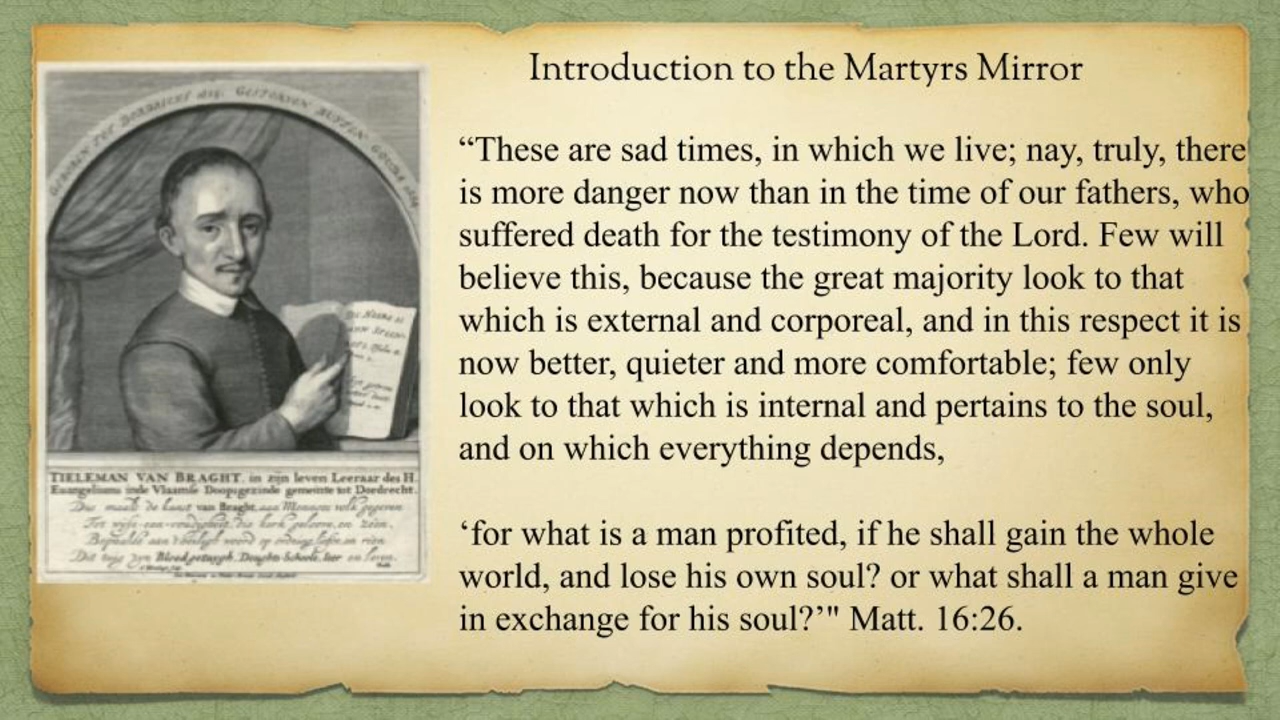 Introduction to the Martyrs Mirror
“These are sad times, in which we live; nay, truly, there
is more danger now than in the time of our fathers, who
suffered death for the testimony of the Lord. Few will
believe this, because the great majority look to that
which is external and corporeal, and in this respect it is
now better, quieter and more comfortable; few only
look to that which is internal and pertains to the soul,
and on which everything depends,
‘for what is a man profited, if he shall gain the whole
world, and lose his own soul? or what shall a man give
in exchange for his soul?’" Matt. 16:26.
TIELEMAN VAN BRAGHT, in zijn leven Leeraar des H.
Euangeliums inde Vlaamse Doopsgezinde gemeinte tot Dordrecht.
van Braght